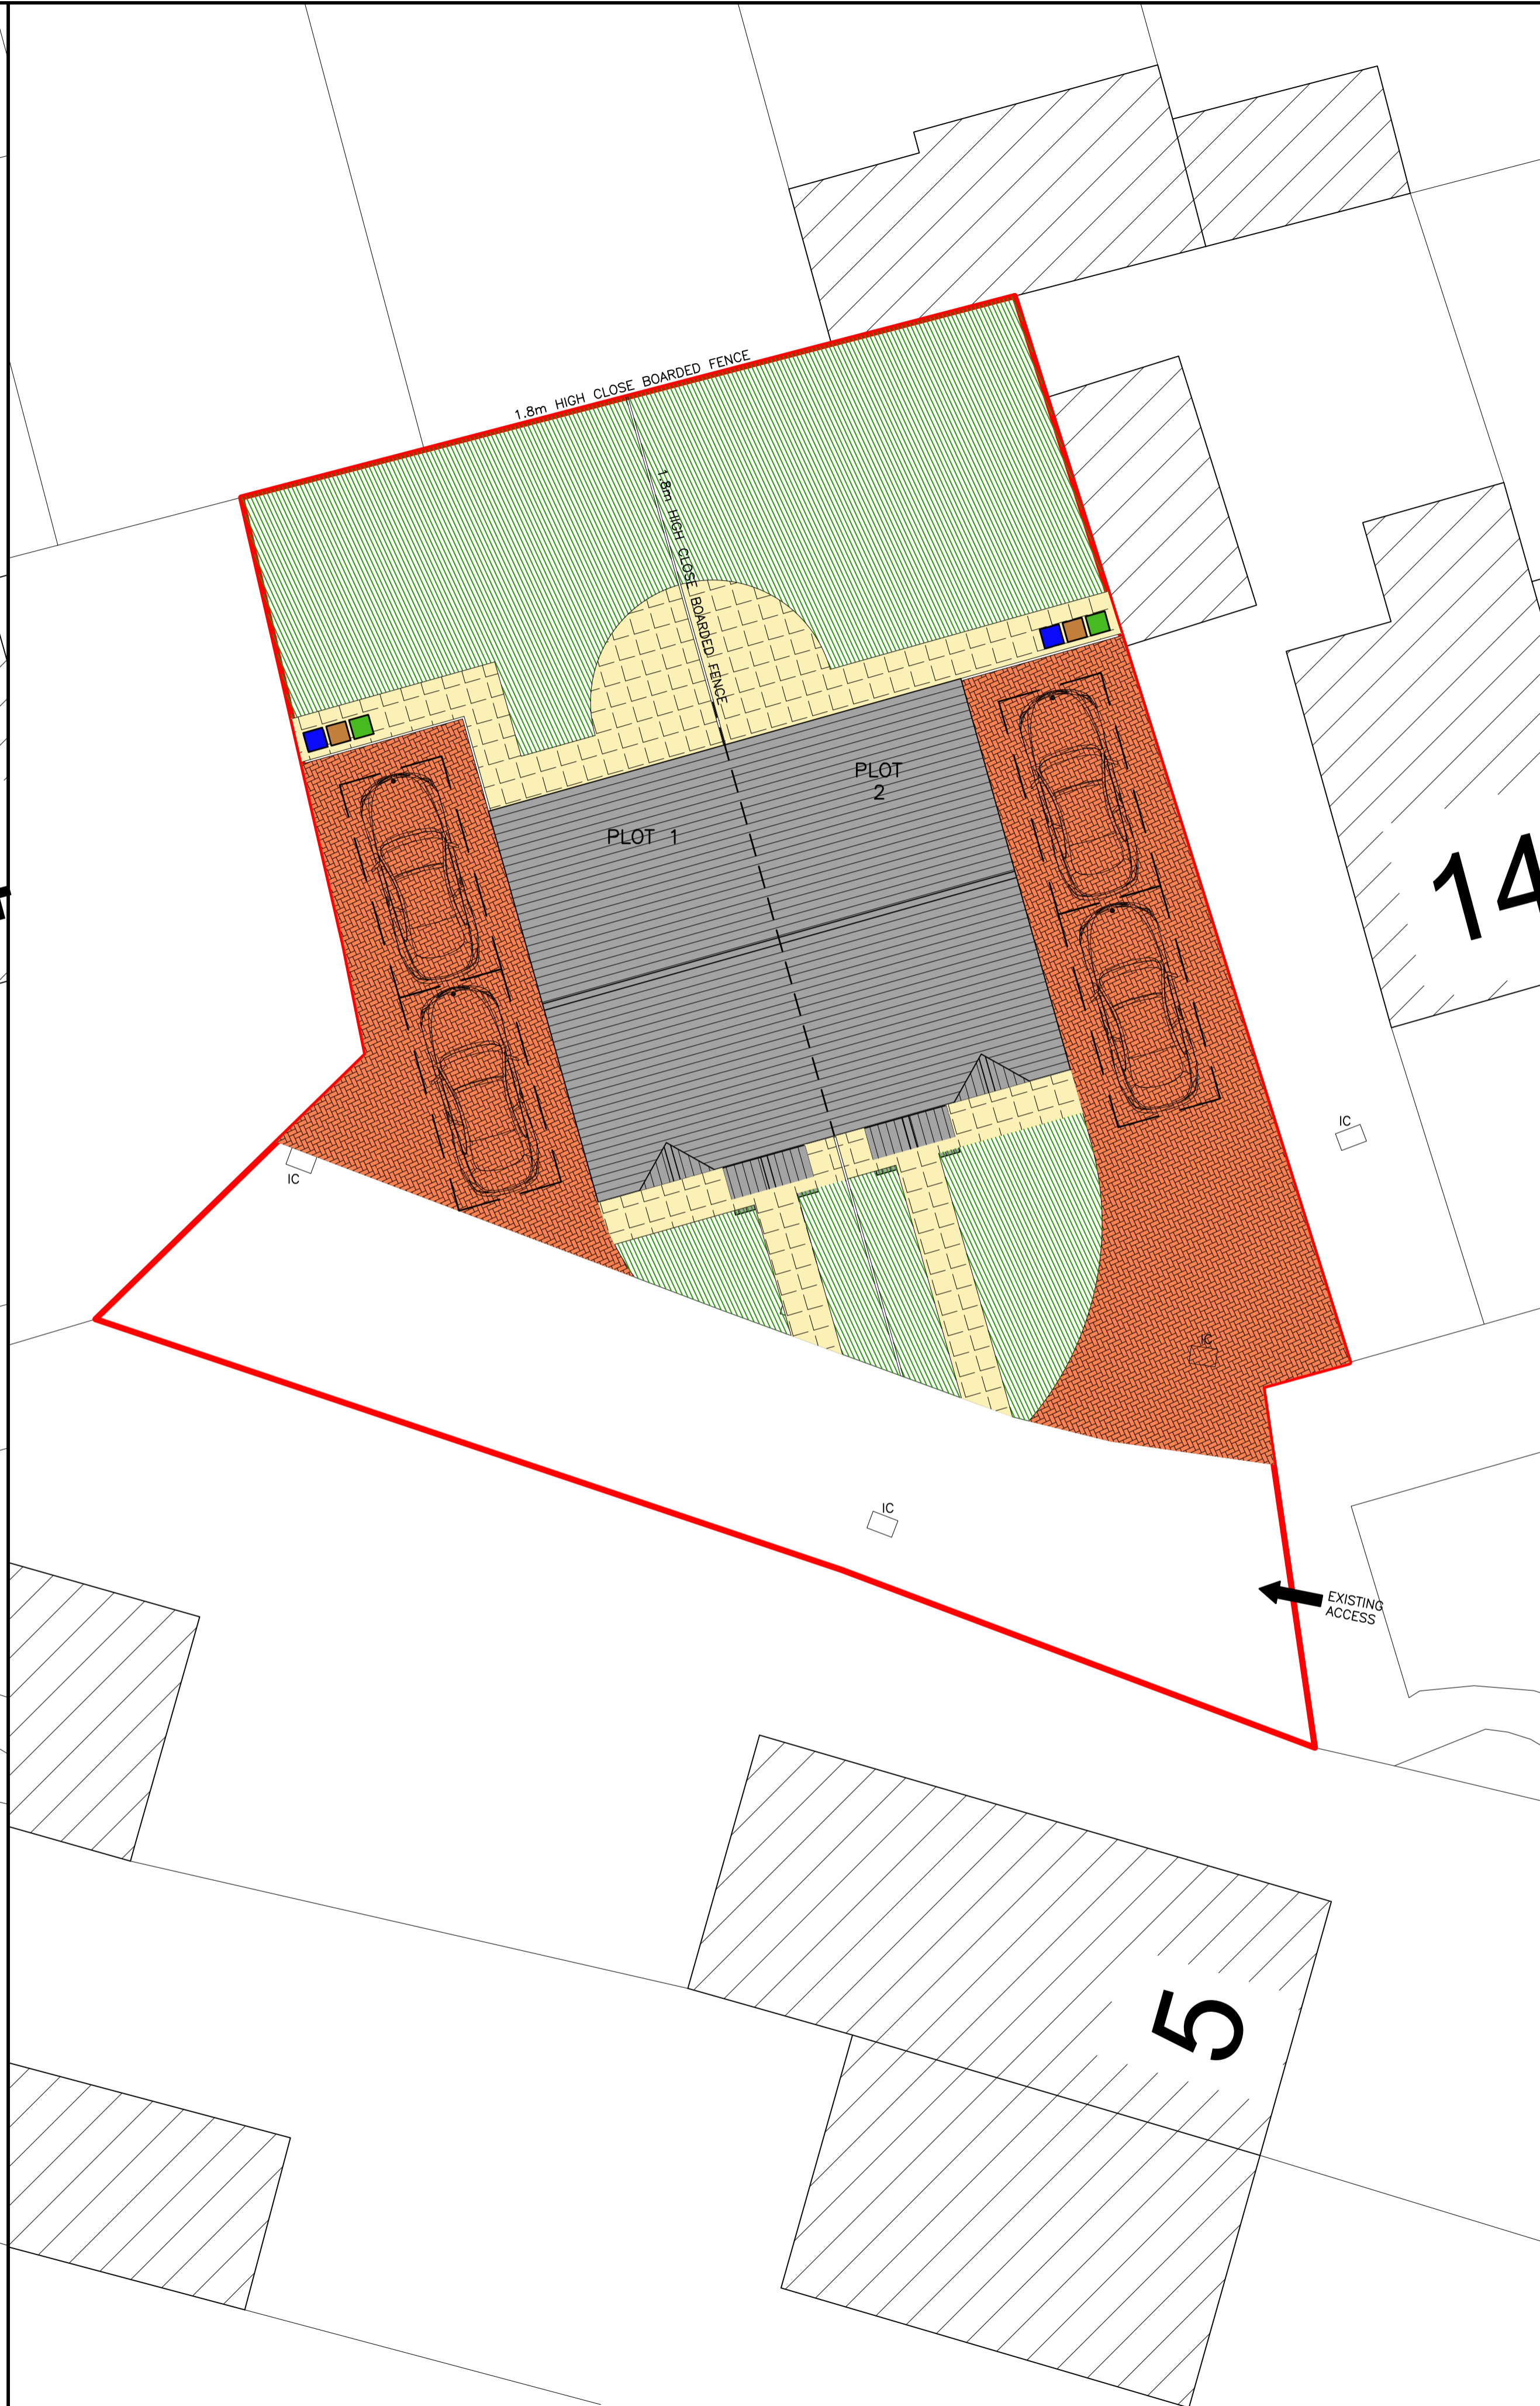 1.8m HIGH CLOSE BOARDED FENCE
1.8m HIGH CLOSE BOARDED FENCE
PLOT
2
PLOT 1
14
IC
IC
IC
IC
EXISTING
ACCESS
5